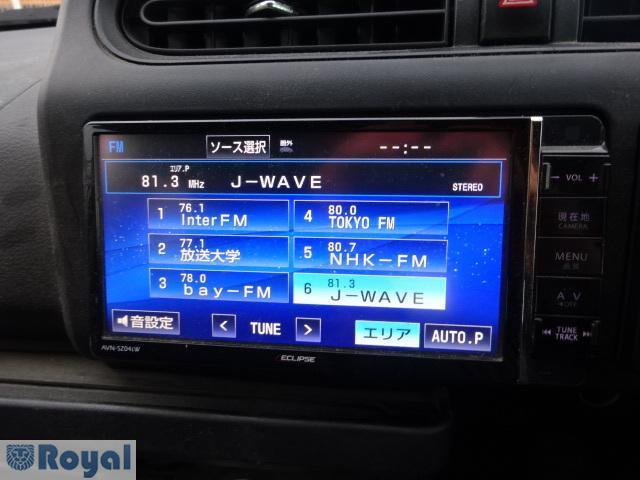 FM ソース選択 圏外 --:--
エリア.P
81.3 MHz J-WAVE STEREO
1 76.1 InterFM
4 80.0 TOKYO FM
2 77.1 放送大学
5 80.7 NHK-FM
3 78.0 bay-FM
6 81.3 J-WAVE
音設定 < TUNE > エリア AUTO.P
AVN-SZ04iW
ECLIPSE
- VOL +
現在地
CAMERA
MENU
画質
A V
TUNE
TRACK
Royal